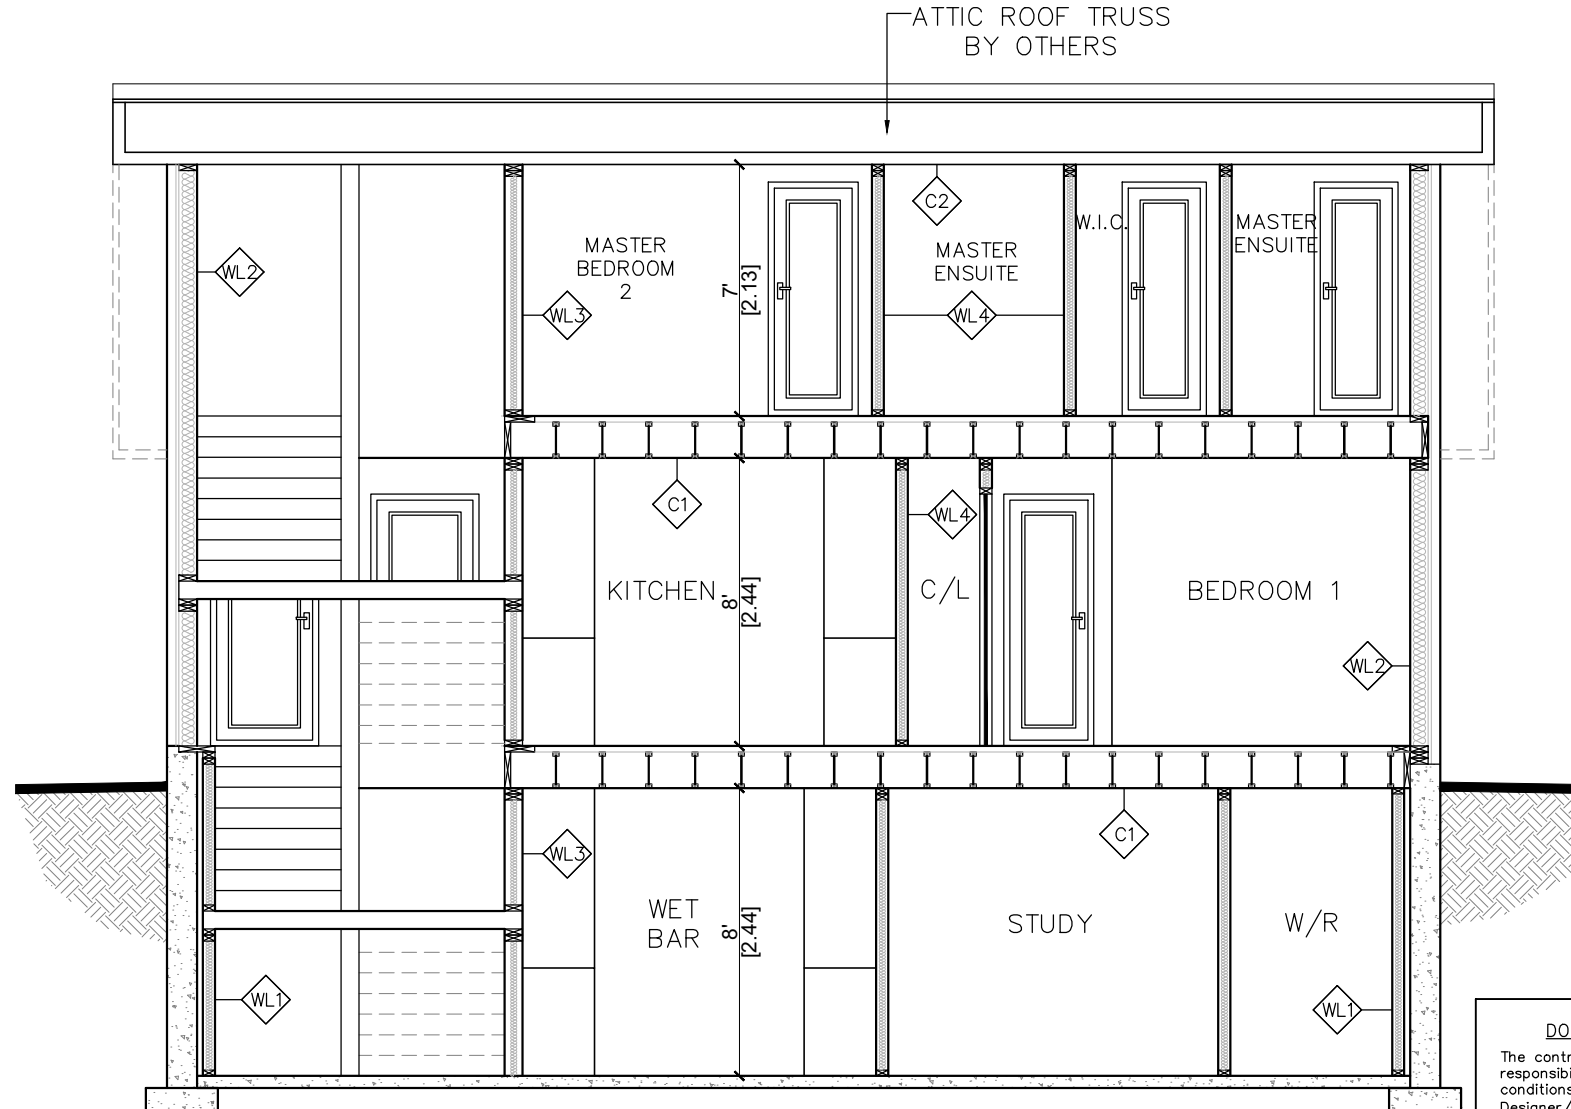 ATTIC ROOF TRUSS
BY OTHERS
C2
WL2
MASTER
BEDROOM
2
7'
[2.13]
MASTER
ENSUITE
W.I.C.
MASTER
ENSUITE
WL3
WL4
C1
WL4
KITCHEN
8'
[2.44]
C/L
BEDROOM 1
WL2
WL3
C1
WET
BAR
8'
[2.44]
STUDY
W/R
WL1
WL1
DO
The contr
responsibi
conditions
Designer/